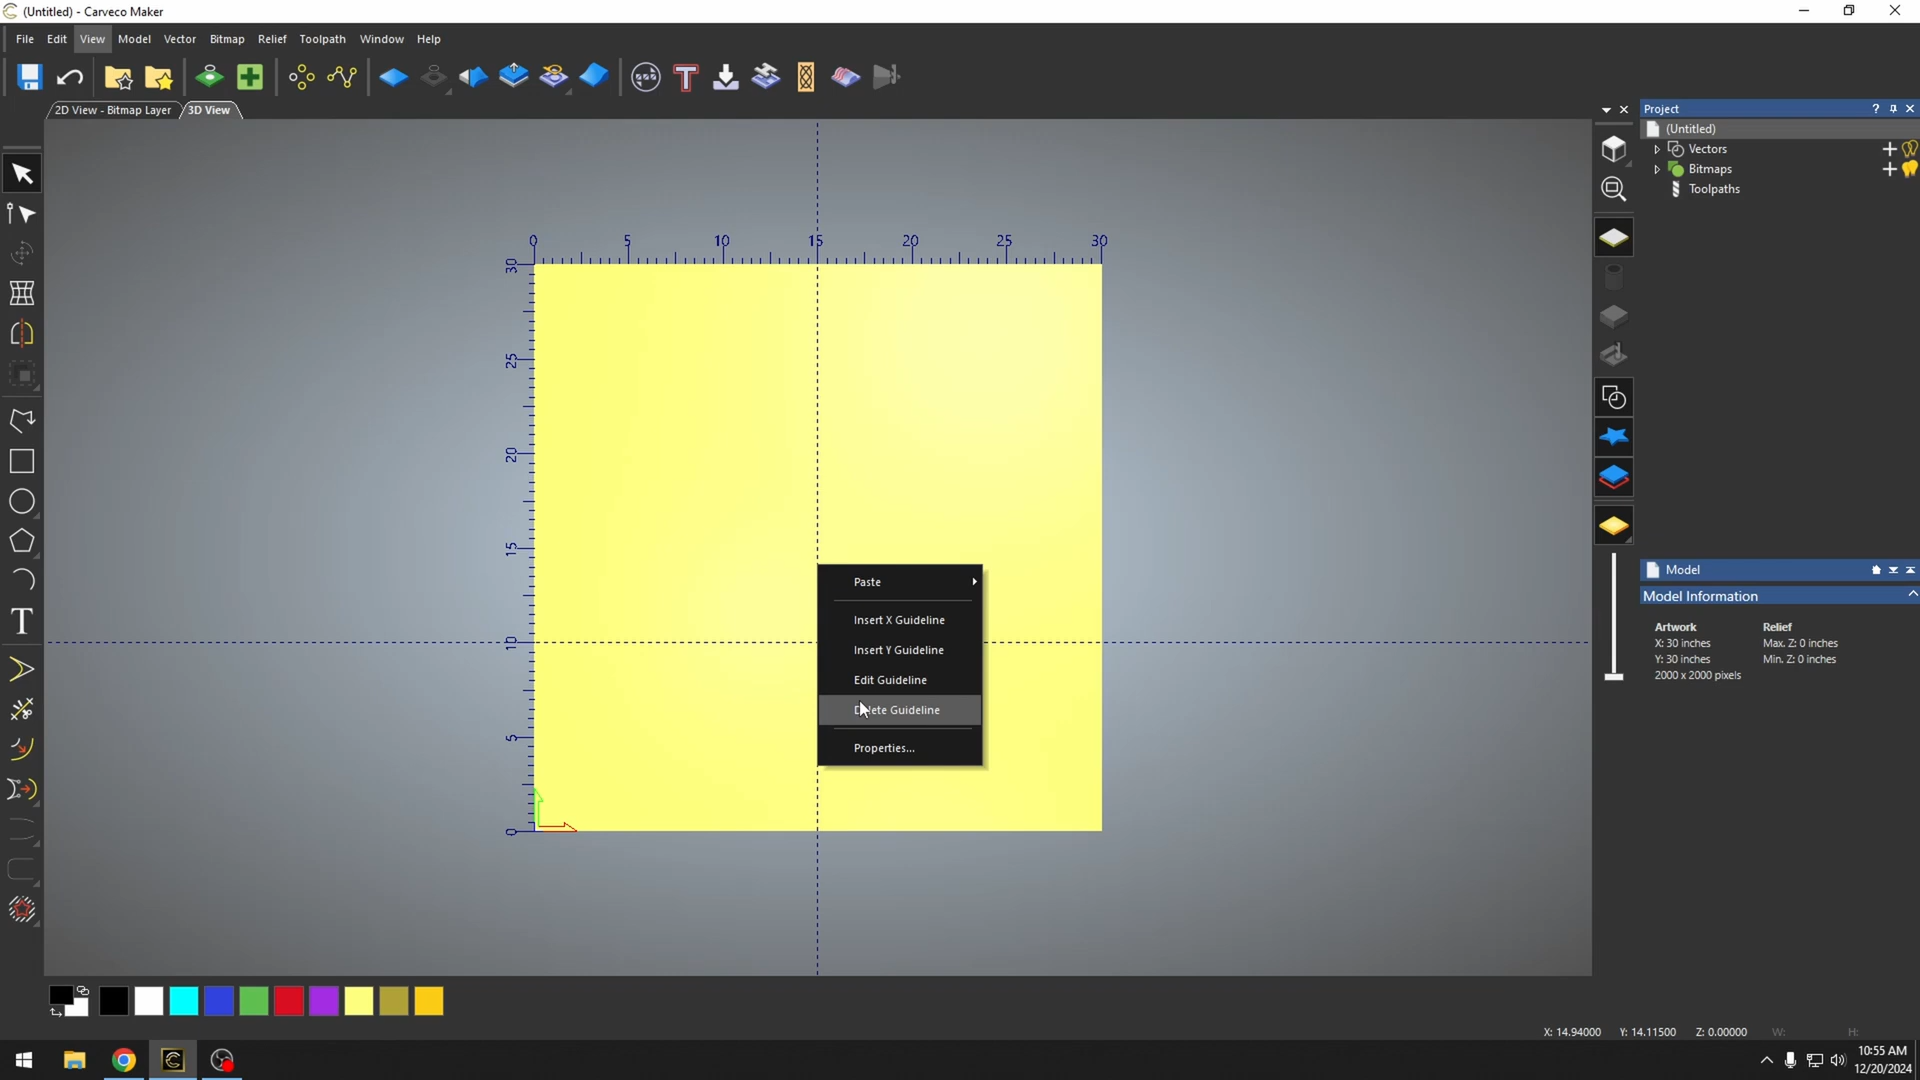 (Untitled) - Carveco Maker
File Edit View Model Vector Bitmap Relief Toolpath Window Help
2D View - Bitmap Layer 3D View
Project
(Untitled)
Vectors
Bitmaps
Toolpaths
0 5 10 15 20 25 30
30
25
20
15
10
5
0
Paste
Insert X Guideline
Insert Y Guideline
Edit Guideline
Delete Guideline
Properties...
T
Model
Model Information
Artwork Relief
X: 30 inches Max. Z: 0 inches
Y: 30 inches Min. Z: 0 inches
2000 x 2000 pixels
X: 14.94000 Y: 14.11500 Z: 0.00000 W: H:
10:55 AM
12/20/2024